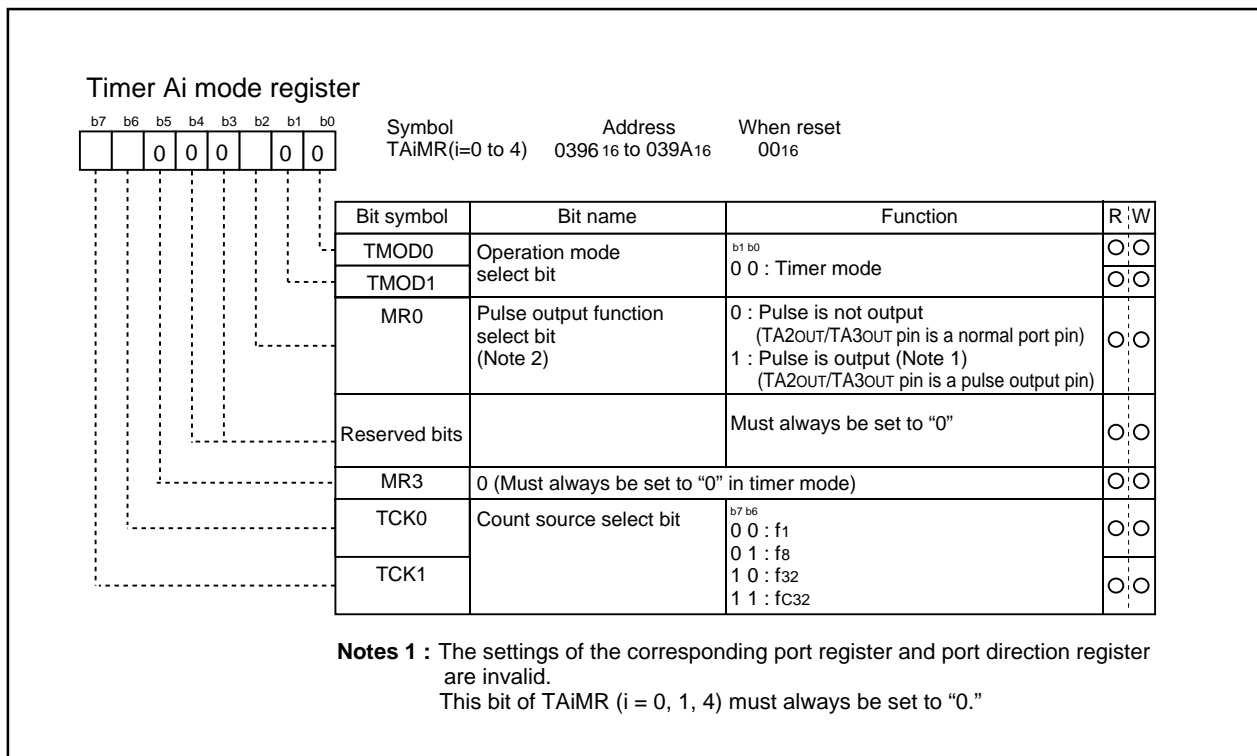 Timer Ai mode register
b7 b6 b5 b4 b3 b2 b1 b0
0 0 0 0 0
Symbol Address When reset
TAiMR(i=0 to 4) 0396 16 to 039A16 0016
Bit symbol Bit name Function R W
TMOD0 Operation mode select bit b1 b0
0 0 : Timer mode
TMOD1
MR0 Pulse output function
select bit
(Note 2)
0 : Pulse is not output
(TA2OUT/TA3OUT pin is a normal port pin)
1 : Pulse is output (Note 1)
(TA2OUT/TA3OUT pin is a pulse output pin)
Reserved bits Must always be set to “0”
MR3 0 (Must always be set to “0” in timer mode)
TCK0 Count source select bit b7 b6
0 0 : f1
0 1 : f8
TCK1 1 0 : f32
1 1 : fC32
Notes 1 : The settings of the corresponding port register and port direction register
are invalid.
This bit of TAiMR (i = 0, 1, 4) must always be set to “0.”